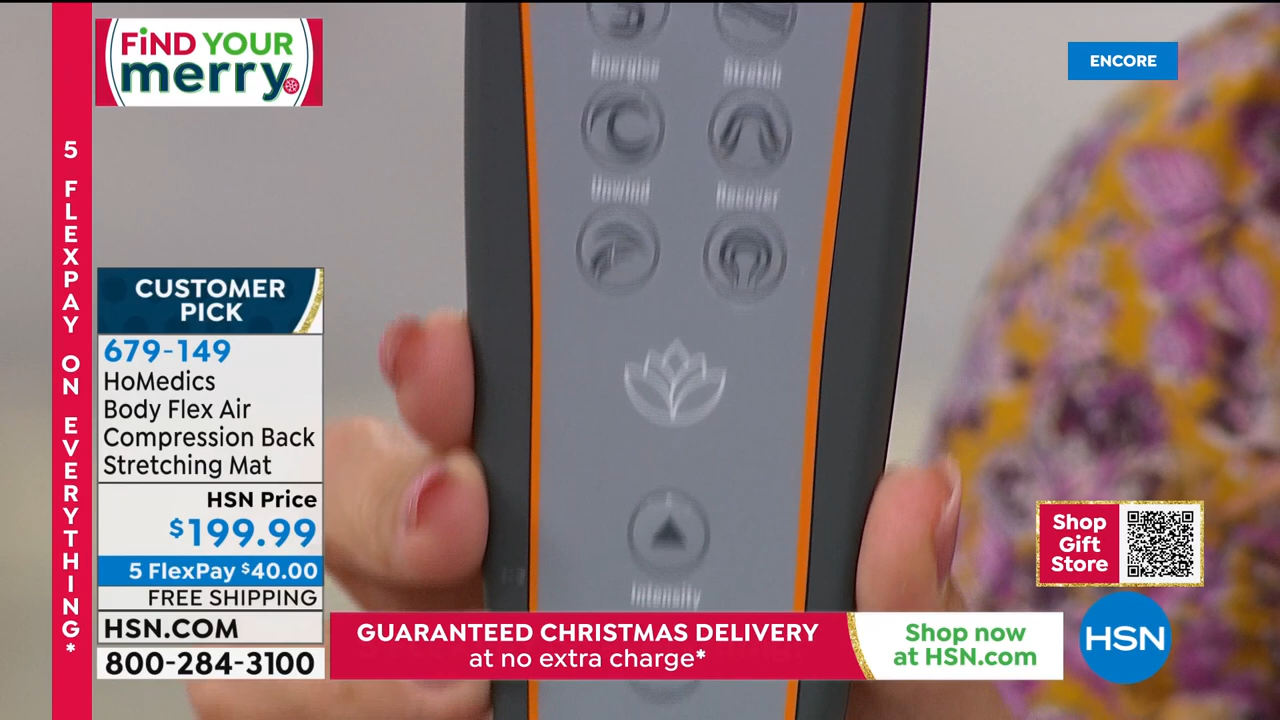 FiND YOUR
merry
ENCORE
5 FLEXPAY ON EVERYTHING*
CUSTOMER
PICK
679-149
HoMedics
Body Flex Air
Compression Back
Stretching Mat
HSN Price
$199.99
5 FlexPay $40.00
FREE SHIPPING
HSN.COM
800-284-3100
Energize
Stretch
Unwind
Recover
Intensity
GUARANTEED CHRISTMAS DELIVERY
at no extra charge*
Shop now
at HSN.com
Shop
Gift
Store
HSN